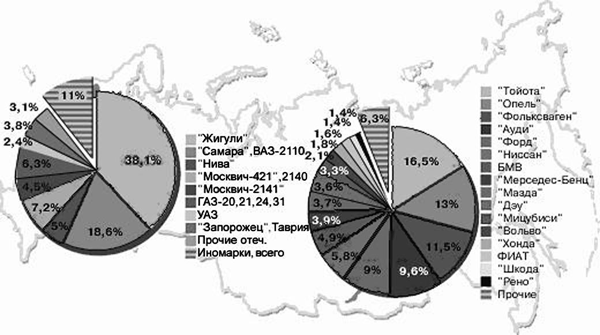 11%
38,1%
18,6%
5%
7,2%
4,5%
6,3%
2,4%
3,8%
3,1%
"Жигули"
"Самара",ВАЗ-2110
"Нива"
"Москвич-421",2140
"Москвич-2141"
ГАЗ-20,21,24,31
УАЗ
"Запорожец",Таврия
Прочие отеч.
Иномарки,всего
6,3%
16,5%
13%
11,5%
9,6%
9%
5,8%
4,9%
3,9%
3,7%
3,6%
3,3%
2,1%
1,8%
1,6%
1,4%
1,4%
"Тойота"
"Опель"
"Фольксваген"
"Ауди"
"Форд"
"Ниссан"
БМВ
"Мерседес-Бенц"
"Мазда"
"Дэу"
"Мицубиси"
"Вольво"
"Хонда"
ФИАТ
"Шкода"
"Рено"
Прочие